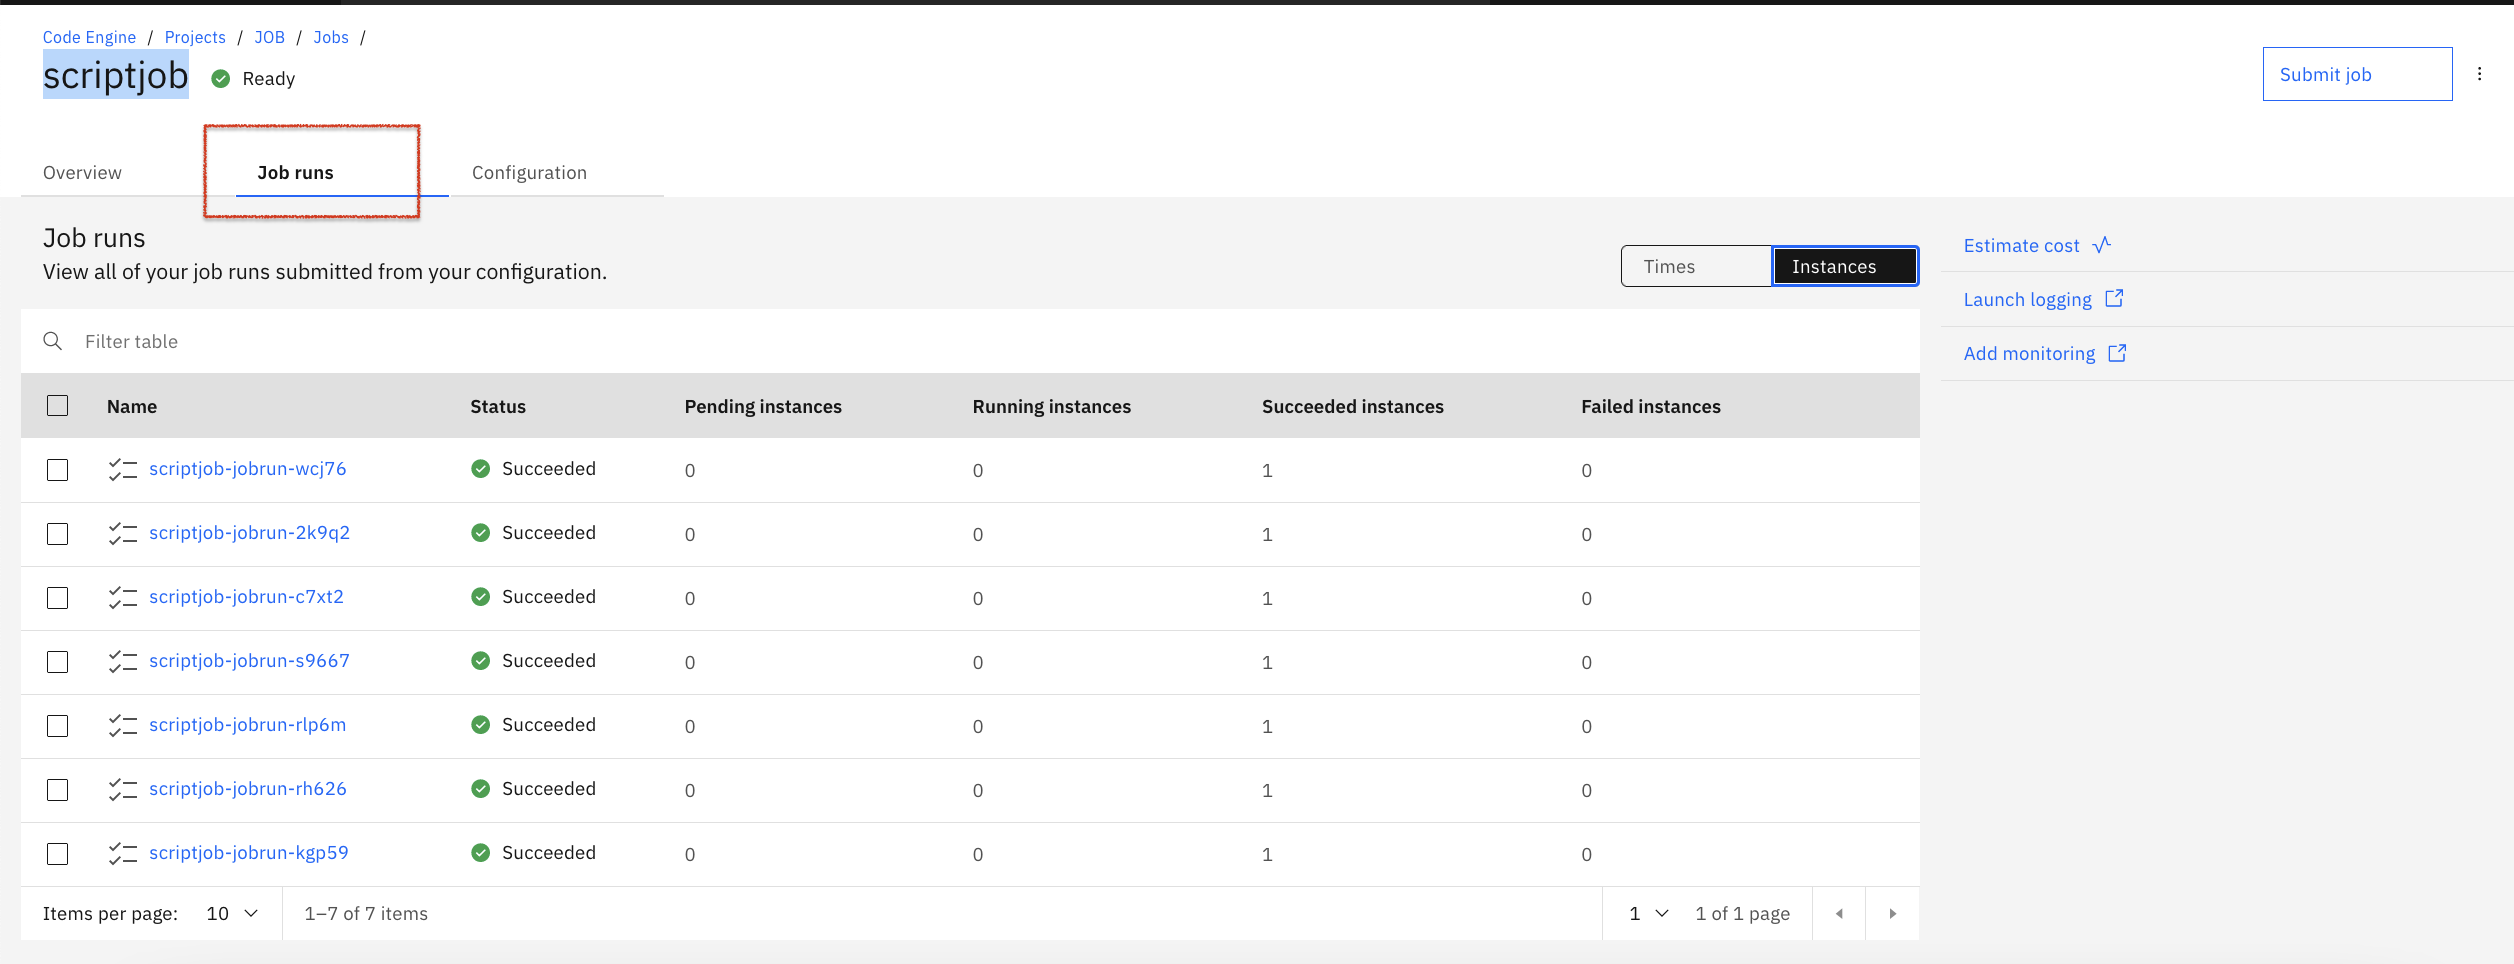 Code Engine / Projects / JOB / Jobs /
scriptjob Ready
Submit job
Overview Job runs Configuration
Job runs
View all of your job runs submitted from your configuration.
Times Instances
Estimate cost
Launch logging
Add monitoring
Filter table
Name Status Pending instances Running instances Succeeded instances Failed instances
scriptjob-jobrun-wcj76 Succeeded 0 0 1 0
scriptjob-jobrun-2k9q2 Succeeded 0 0 1 0
scriptjob-jobrun-c7xt2 Succeeded 0 0 1 0
scriptjob-jobrun-s9667 Succeeded 0 0 1 0
scriptjob-jobrun-rlp6m Succeeded 0 0 1 0
scriptjob-jobrun-rh626 Succeeded 0 0 1 0
scriptjob-jobrun-kgp59 Succeeded 0 0 1 0
Items per page: 10 1–7 of 7 items 1 1 of 1 page